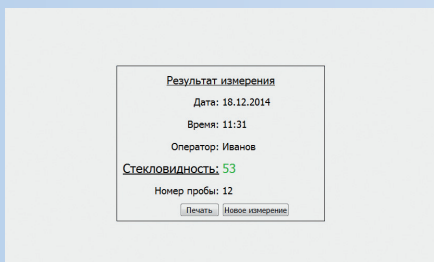 Результат измерения
Дата: 18.12.2014
Время: 11:31
Оператор: Иванов
Стекловидность: 53
Номер пробы: 12
Печать Новое измерение